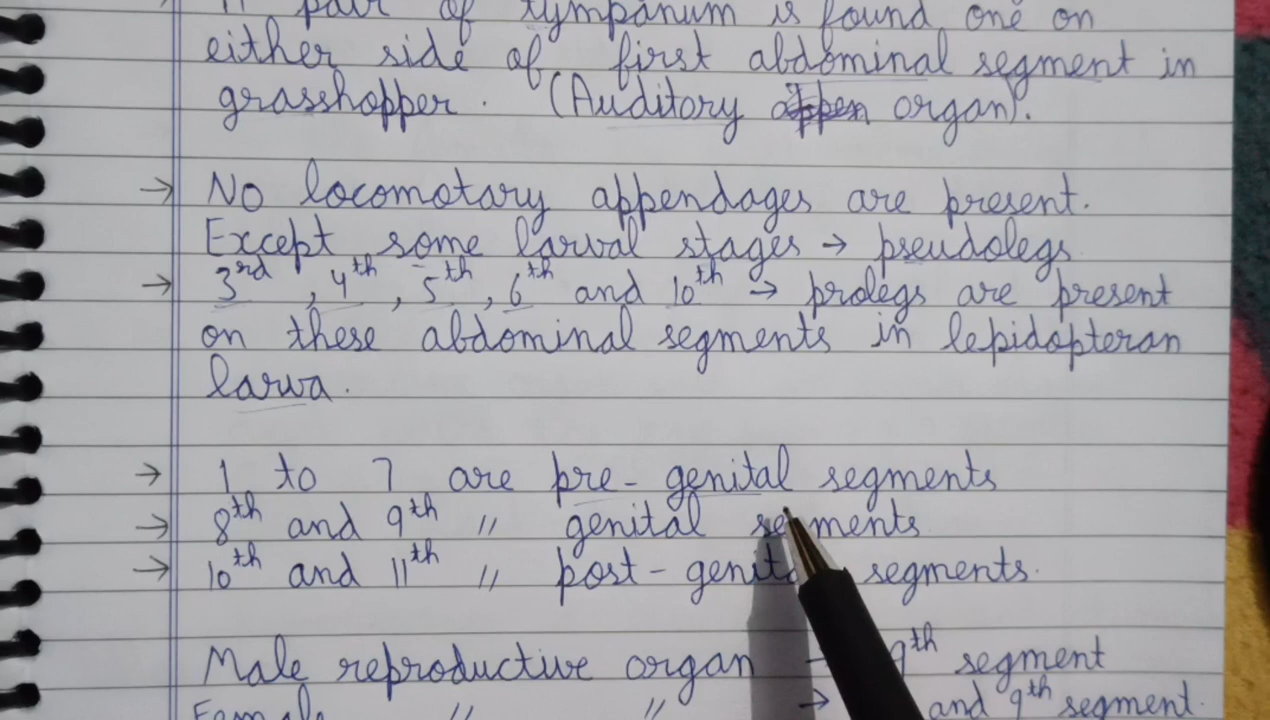 pair of tympanum is found one on
either side of first abdominal segment in
grasshopper. (Auditory organ).
→ No locomotary appendages are present.
Except some larval stages → pseudolegs
→ 3rd, 4th, 5th, 6th and 10th → prolegs are present
on these abdominal segments in lepidopteran
larva.
→ 1 to 7 are pre-genital segments
→ 8th and 9th " genital segments
→ 10th and 11th " post-genital segments.
Male reproductive organ → 9th segment
Female " " → and 9th segment.